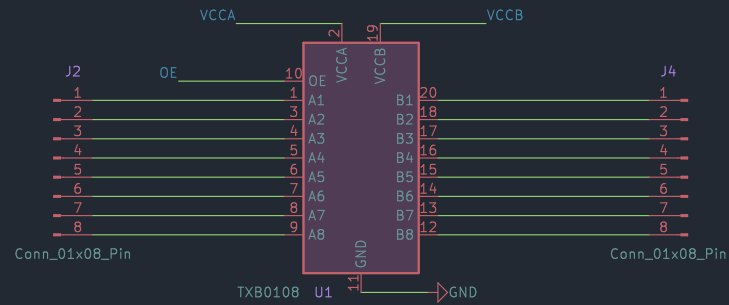 VCCA VCCB
2 19
VCCA VCCB
J2 J4
OE 10 OE
1 1 A1 B1 20 1
2 3 A2 B2 18 2
3 4 A3 B3 17 3
4 5 A4 B4 16 4
5 6 A5 B5 15 5
6 7 A6 B6 14 6
7 8 A7 B7 13 7
8 9 A8 B8 12 8
Conn_01x08_Pin GND Conn_01x08_Pin
11
TXB0108 U1 GND